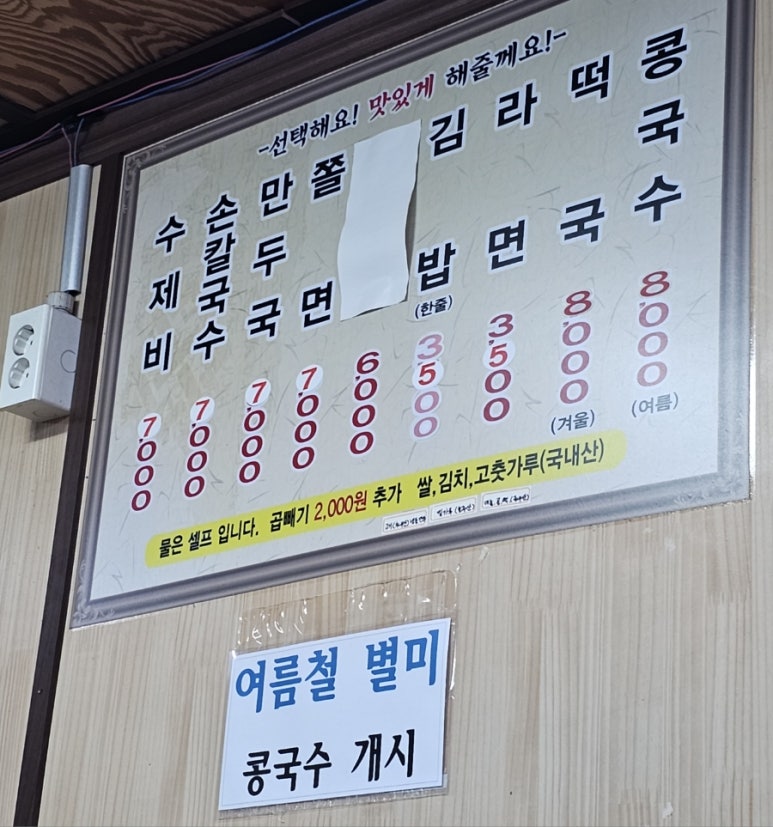 -선택해요! 맛있게 해줄께요!-
수제비
7,000
손칼국수
7,000
만두국
7,000
쫄면
7,000
6,000
김밥
(한줄)
3,500
라면
3,500
떡국
8,000
(겨울)
콩국수
8,000
(여름)
물은 셀프 입니다. 곱빼기 2,000원 추가 쌀,김치,고춧가루(국내산)
여름철 별미
콩국수 개시